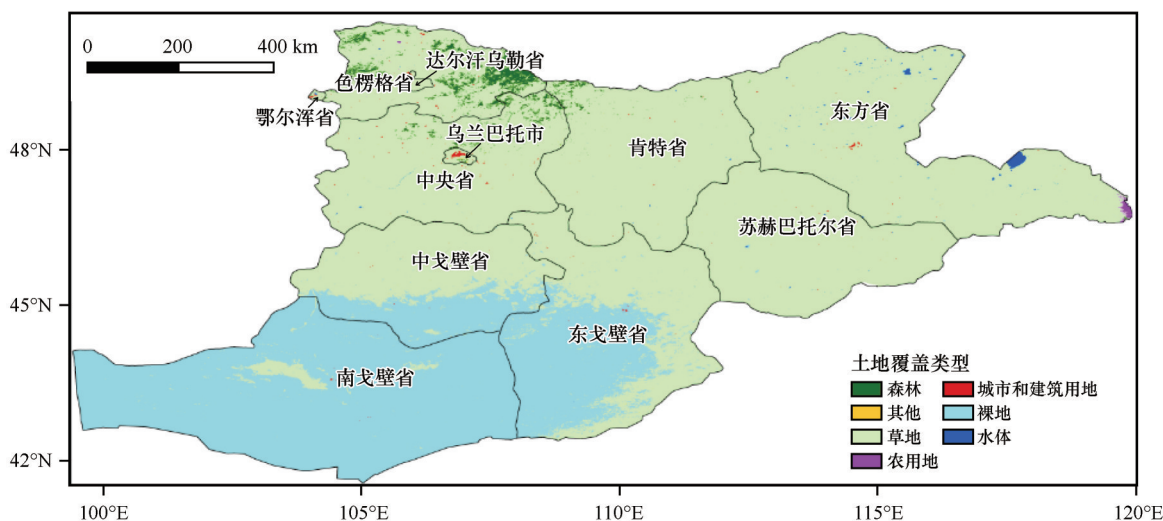 0 200 400 km
达尔汗乌勒省
色楞格省
鄂尔浑省
东方省
乌兰巴托市
肯特省
48°N
中央省
苏赫巴托尔省
中戈壁省
45°N
东戈壁省
土地覆盖类型
南戈壁省
森林 城市和建筑用地
其他 裸地
草地 水体
农用地
42°N
100°E 105°E 110°E 115°E 120°E